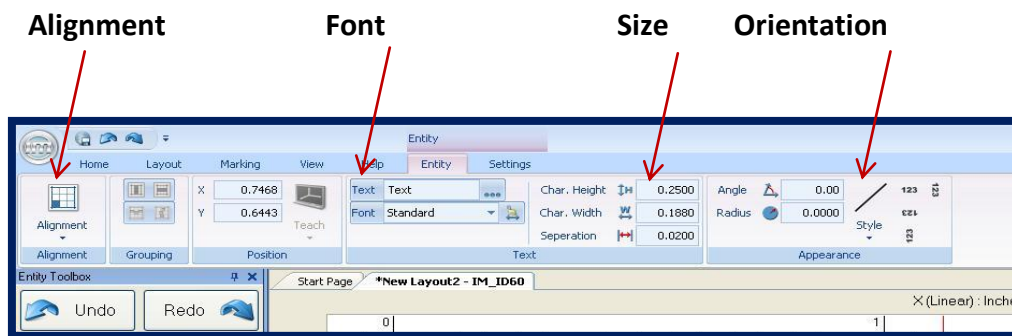 Alignment Font Size Orientation
Entity
Home Layout Marking View Help Entity Settings
X 0.7468 Text Text Char. Height H 0.2500 Angle 0.00 123 123
Y 0.6443 Font Standard Char. Width W 0.1880 Radius 0.0000 123
Alignment Teach Seperation 0.0200 Style 123
Alignment Grouping Position Text Appearance
Entity Toolbox Start Page *New Layout2 - IM_ID60
Undo Redo X (Linear) : Inche
0 1